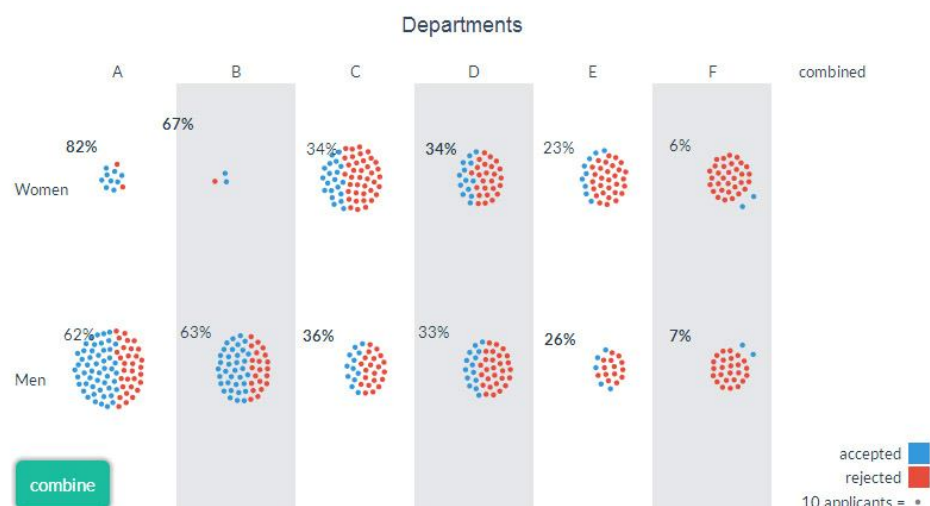 Departments
A B C D E F combined
82% 67% 34% 34% 23% 6%
Women
62% 63% 36% 33% 26% 7%
Men
accepted
rejected
combine
10 applicants =